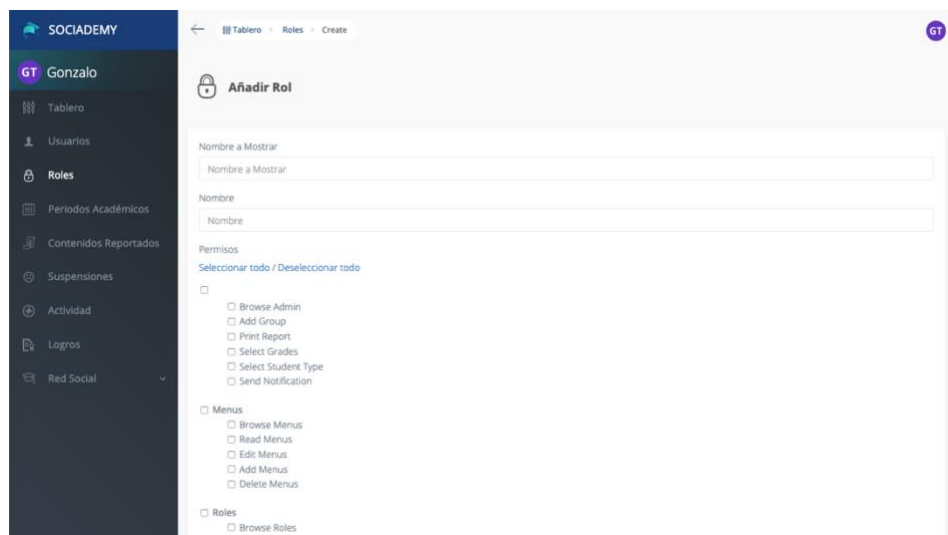 SOCIADEMY
GT Gonzalo
Tablero
Usuarios
Roles
Periodos Académicos
Contenidos Reportados
Suspensiones
Actividad
Logros
Red Social
Tablero > Roles > Create
GT
Añadir Rol
Nombre a Mostrar
Nombre a Mostrar
Nombre
Nombre
Permisos
Seleccionar todo / Deseleccionar todo
Browse Admin
Add Group
Print Report
Select Grades
Select Student Type
Send Notification
Menus
Browse Menus
Read Menus
Edit Menus
Add Menus
Delete Menus
Roles
Browse Roles